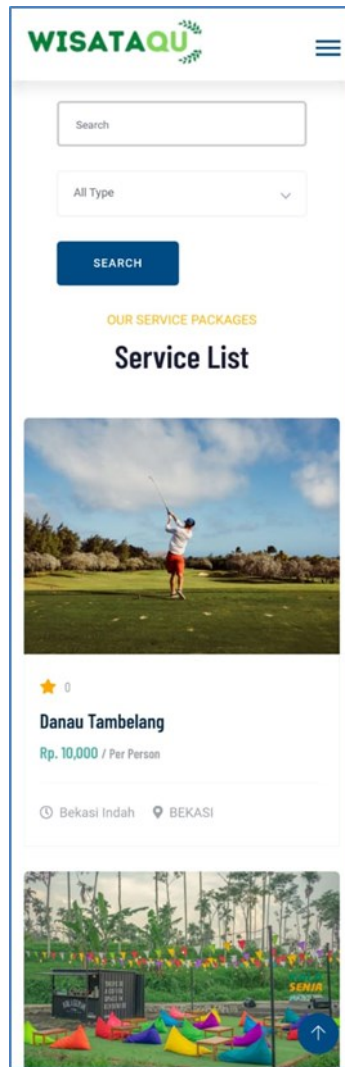 WISATAQU
Search
All Type
SEARCH
OUR SERVICE PACKAGES
Service List
0
Danau Tambelang
Rp. 10,000 / Per Person
Bekasi Indah BEKASI
SENJA